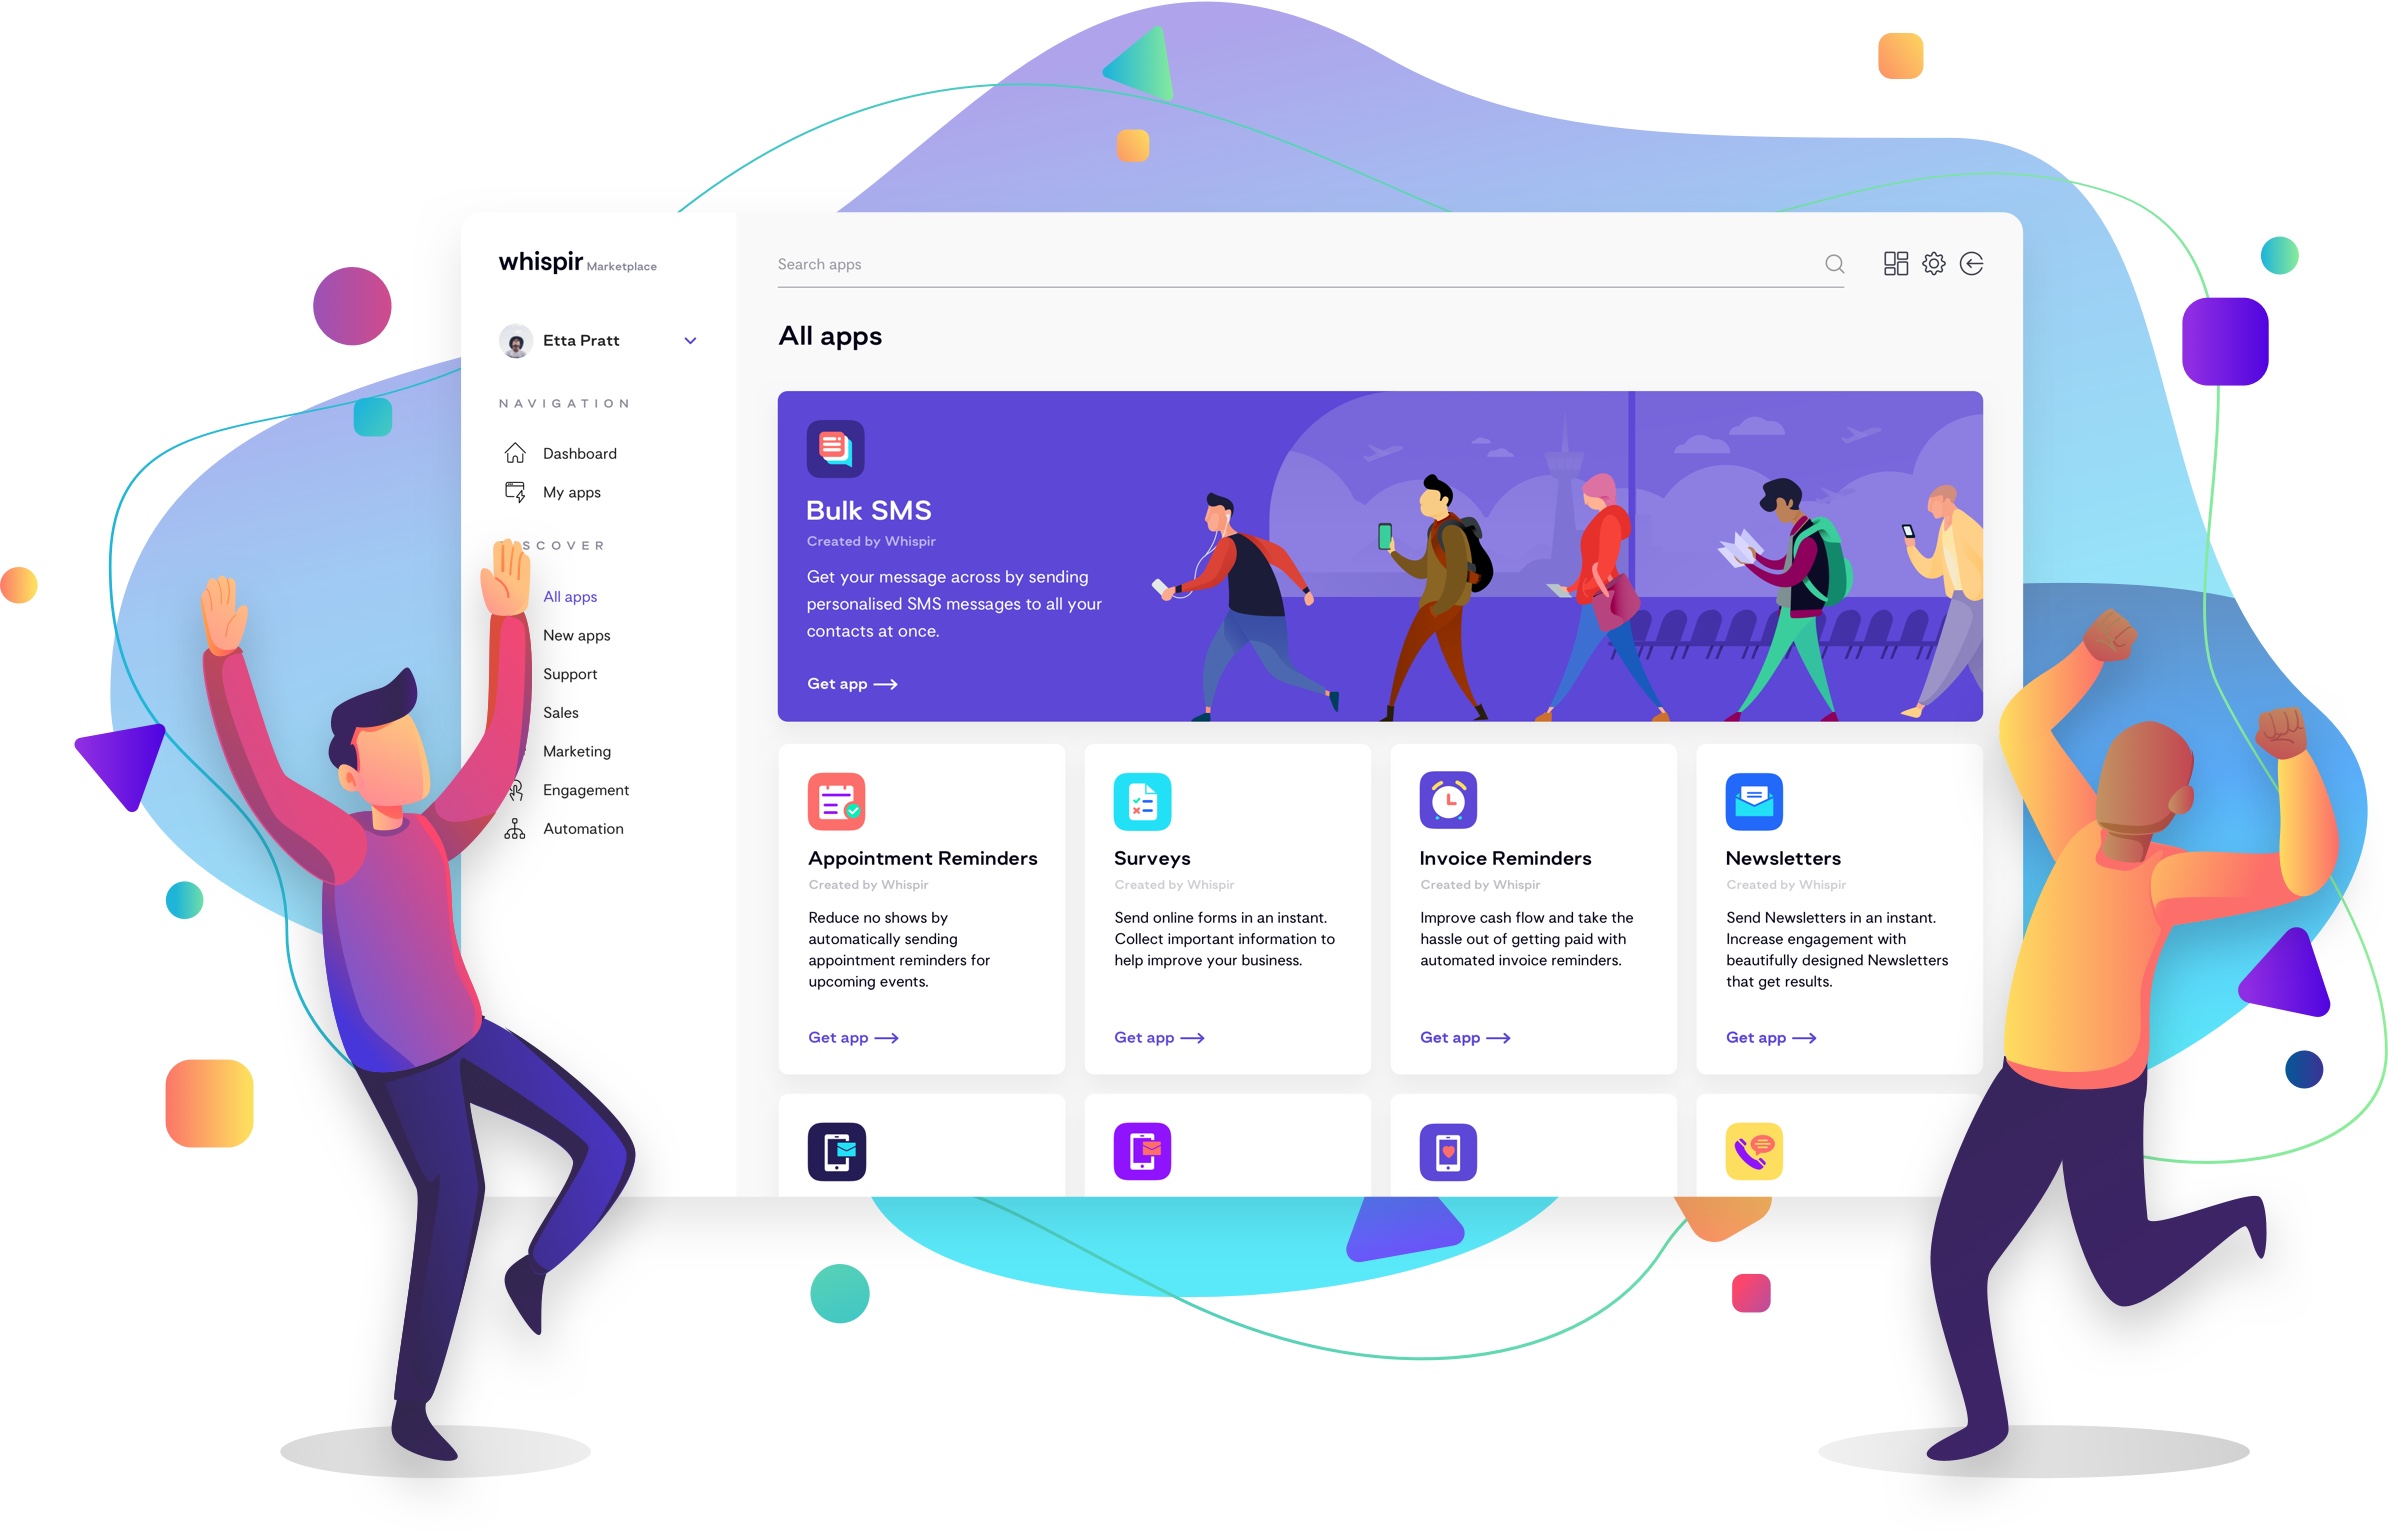 whispir Marketplace
Etta Pratt
NAVIGATION
Dashboard
My apps
SCOVER
All apps
New apps
Support
Sales
Marketing
Engagement
Automation
Search apps
All apps
Bulk SMS
Created by Whispir
Get your message across by sending
personalised SMS messages to all your
contacts at once.
Get app
Appointment Reminders
Created by Whispir
Reduce no shows by
automatically sending
appointment reminders for
upcoming events.
Get app
Surveys
Created by Whispir
Send online forms in an instant.
Collect important information to
help improve your business.
Get app
Invoice Reminders
Created by Whispir
Improve cash flow and take the
hassle out of getting paid with
automated invoice reminders.
Get app
Newsletters
Created by Whispir
Send Newsletters in an instant.
Increase engagement with
beautifully designed Newsletters
that get results.
Get app